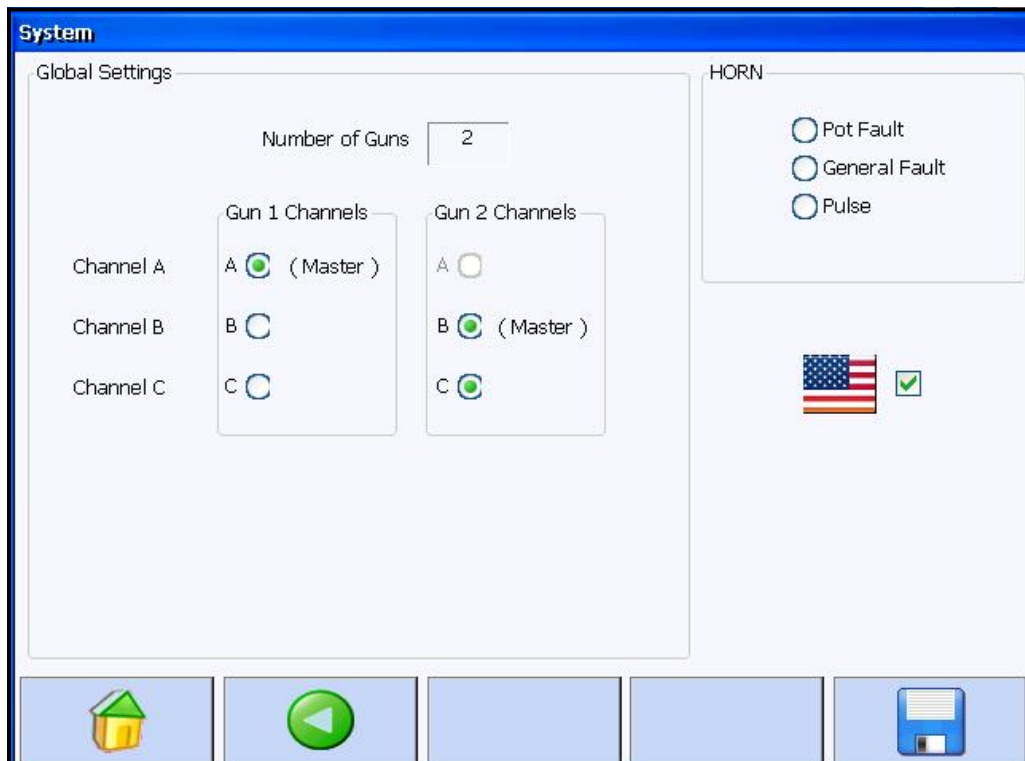 System
Global Settings
HORN
Number of Guns 2
Pot Fault
General Fault
Pulse
Gun 1 Channels
Gun 2 Channels
Channel A A ( Master ) A
Channel B B B ( Master )
Channel C C C